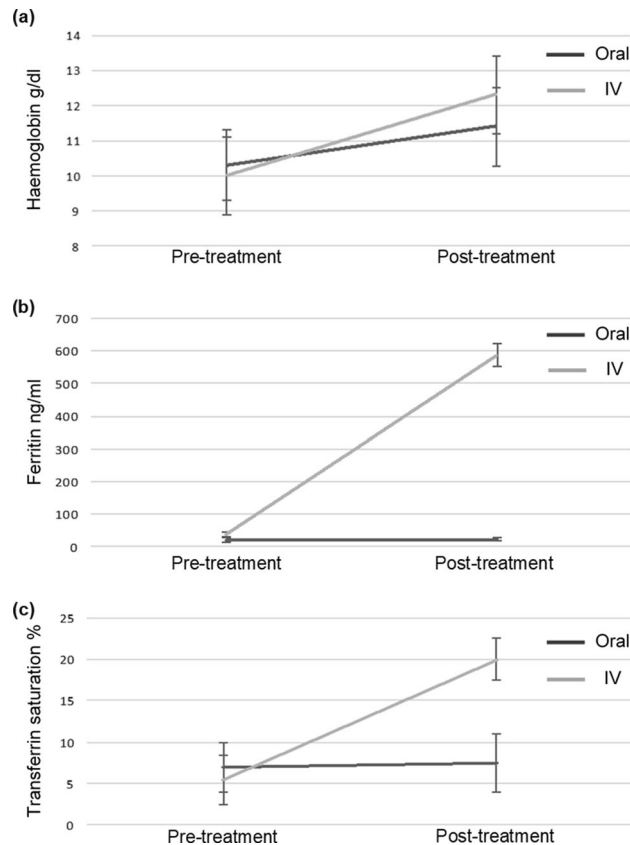 (a)
Haemoglobin g/dl
14
13
12
11
10
9
8
Oral
IV
Pre-treatment Post-treatment
(b)
Ferritin ng/ml
700
600
500
400
300
200
100
0
Oral
IV
Pre-treatment Post-treatment
(c)
Transferrin saturation %
25
20
15
10
5
0
Oral
IV
Pre-treatment Post-treatment